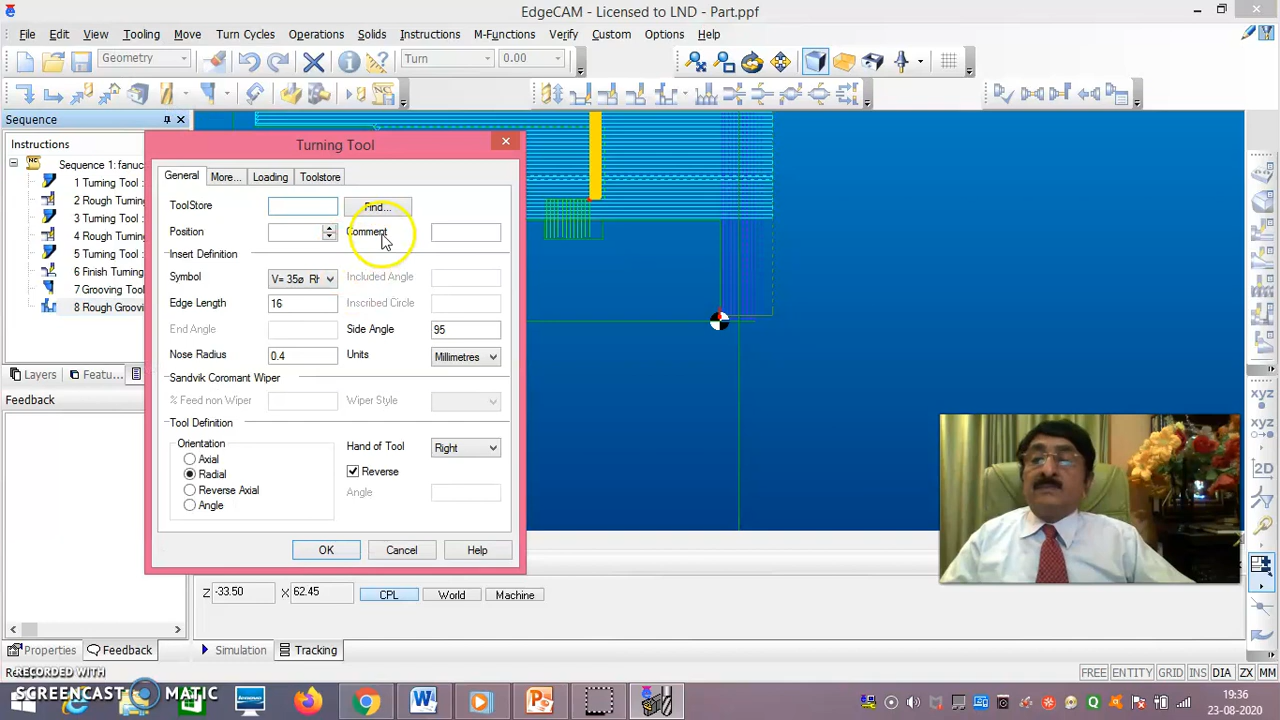 EdgeCAM - Licensed to LND - Part.ppf
File Edit View Tooling Move Turn Cycles Operations Solids Instructions M-Functions Verify Custom Options Help
Geometry Turn 0.00
Sequence
Instructions
Sequence 1: fanuc
1 Turning Tool :
2 Rough Turning
3 Turning Tool :
4 Rough Turning
5 Turning Tool :
6 Finish Turning
7 Grooving Tool
8 Rough Groovi
Layers Featu...
Feedback
Turning Tool
General More... Loading Toolstore
ToolStore Find...
Position Comment
Insert Definition
Symbol V= 35ø Rh Included Angle
Edge Length 16 Inscribed Circle
End Angle Side Angle 95
Nose Radius 0.4 Units Millimetres
Sandvik Coromant Wiper
% Feed non Wiper Wiper Style
Tool Definition
Orientation
Axial
Radial
Reverse Axial
Angle
Hand of Tool Right
Reverse
Angle
OK Cancel Help
Z -33.50 X 62.45 CPL World Machine
Properties Feedback Simulation Tracking
RECORDED WITH
SCREENCAST MATIC
FREE ENTITY GRID INS DIA ZX MM
xyz
xyz
2D
19:36
23-08-2020